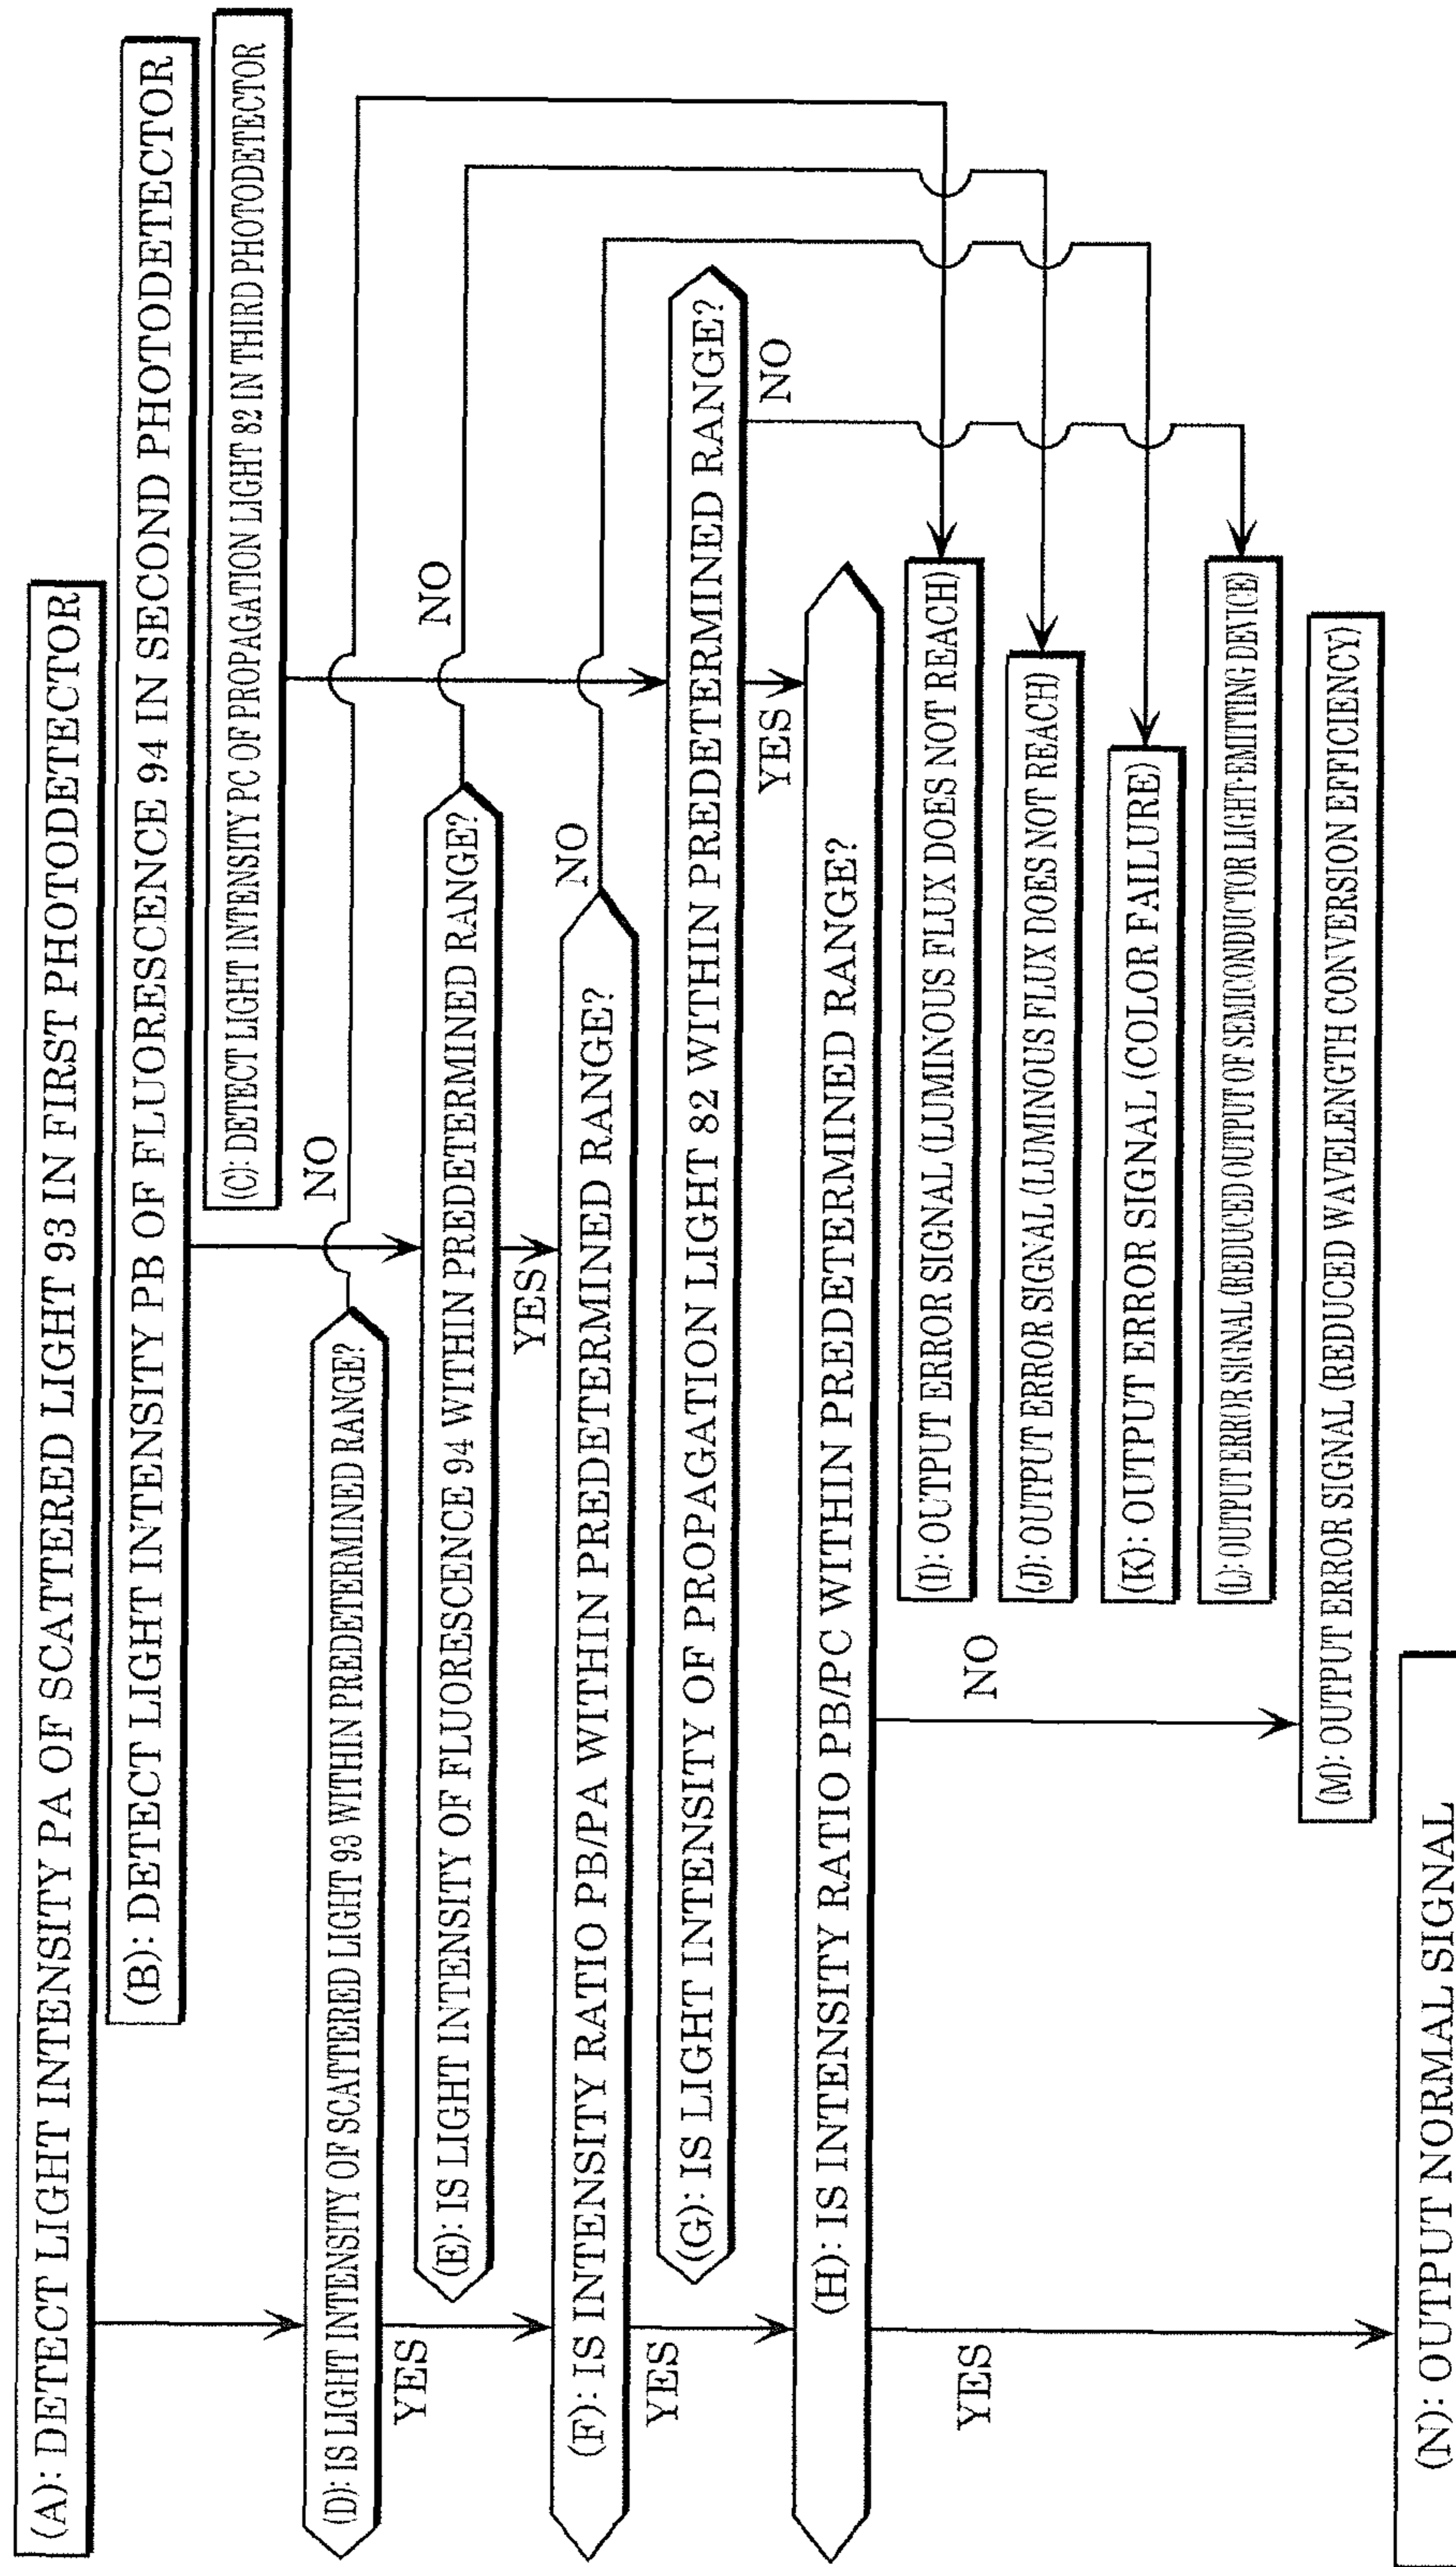 (A): DETECT LIGHT INTENSITY PA OF SCATTERED LIGHT 93 IN FIRST PHOTODETECTOR
(B): DETECT LIGHT INTENSITY PB OF FLUORESCENCE 94 IN SECOND PHOTODETECTOR
(C): DETECT LIGHT INTENSITY PC OF PROPAGATION LIGHT 82 IN THIRD PHOTODETECTOR
(D): IS LIGHT INTENSITY OF SCATTERED LIGHT 93 WITHIN PREDETERMINED RANGE?
NO
YES
(E): IS LIGHT INTENSITY OF FLUORESCENCE 94 WITHIN PREDETERMINED RANGE?
NO
YES
(F): IS INTENSITY RATIO PB/PA WITHIN PREDETERMINED RANGE?
NO
YES
(G): IS LIGHT INTENSITY OF PROPAGATION LIGHT 82 WITHIN PREDETERMINED RANGE?
NO
YES
(H): IS INTENSITY RATIO PB/PC WITHIN PREDETERMINED RANGE?
NO
YES
(I): OUTPUT ERROR SIGNAL (LUMINOUS FLUX DOES NOT REACH)
(J): OUTPUT ERROR SIGNAL (LUMINOUS FLUX DOES NOT REACH)
(K): OUTPUT ERROR SIGNAL (COLOR FAILURE)
(L): OUTPUT ERROR SIGNAL (REDUCED OUTPUT OF SEMICONDUCTOR LIGHT-EMITTING DEVICE)
(M): OUTPUT ERROR SIGNAL (REDUCED WAVELENGTH CONVERSION EFFICIENCY)
(N): OUTPUT NORMAL SIGNAL